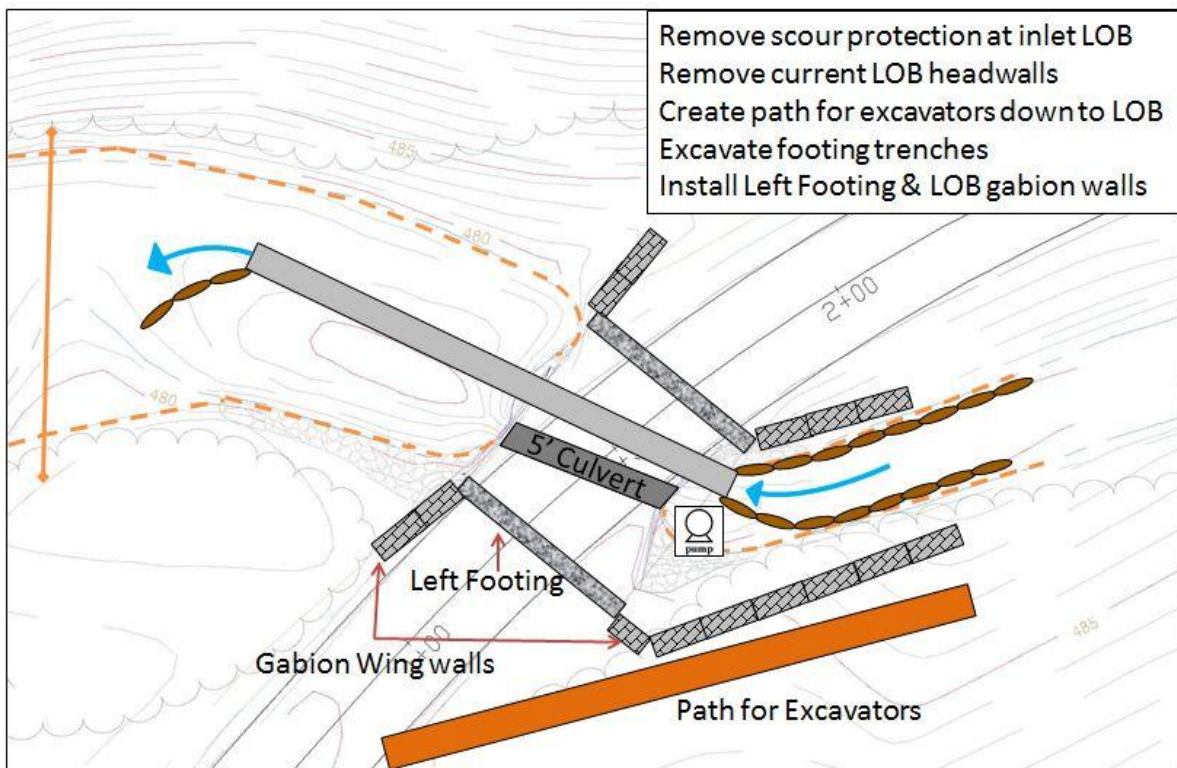 Remove scour protection at inlet LOB
Remove current LOB headwalls
Create path for excavators down to LOB
Excavate footing trenches
Install Left Footing & LOB gabion walls
485
480
2+00
480
5' Culvert
pump
Left Footing
+00
Gabion Wing walls
485
Path for Excavators